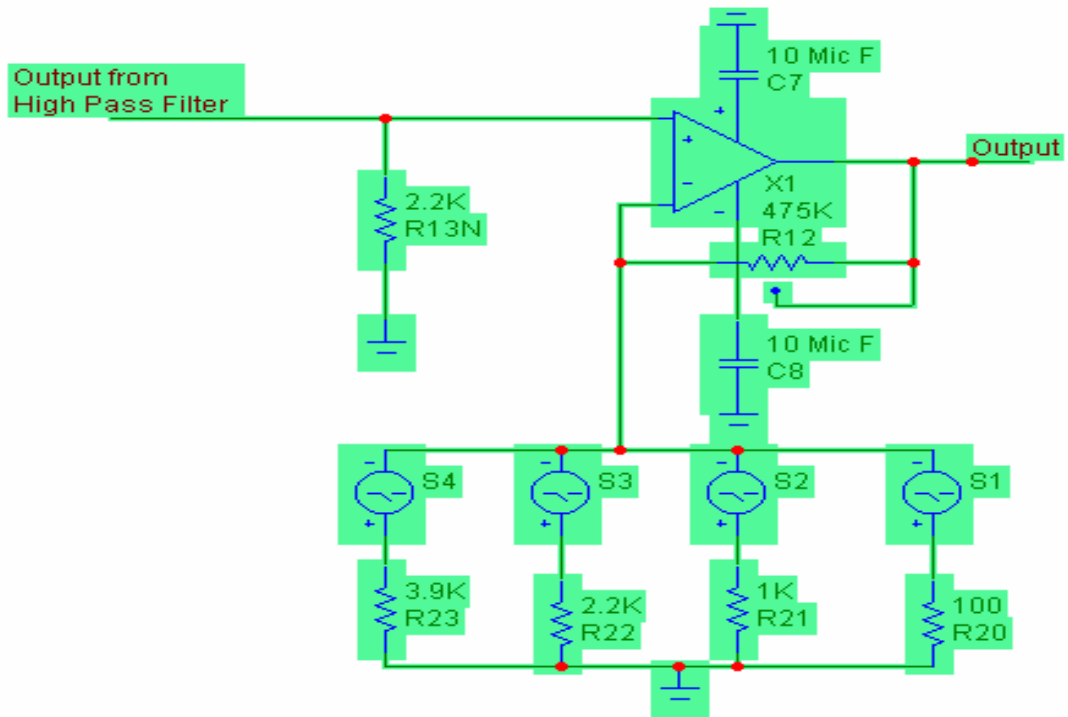 Output from
High Pass Filter
10 Mic F
C7
+
+
-
-
X1
475K
R12
Output
2.2K
R13N
10 Mic F
C8
-
S4
+
-
S3
+
-
S2
+
-
S1
+
3.9K
R23
2.2K
R22
1K
R21
100
R20